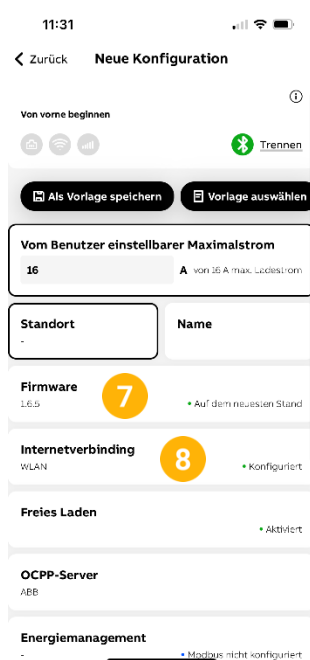 11:31
Zurück Neue Konfiguration
Von vorne beginnen
Trennen
Als Vorlage speichern Vorlage auswählen
Vom Benutzer einstellbarer Maximalstrom
16 A von 16 A max. Ladestrom
Standort Name
-
Firmware
1.6.5 7 • Auf dem neuesten Stand
Internetverbinding
WLAN 8 • Konfiguriert
Freies Laden
• Aktiviert
OCPP-Server
ABB
Energiemanagement
- • Modbus nicht konfiguriert